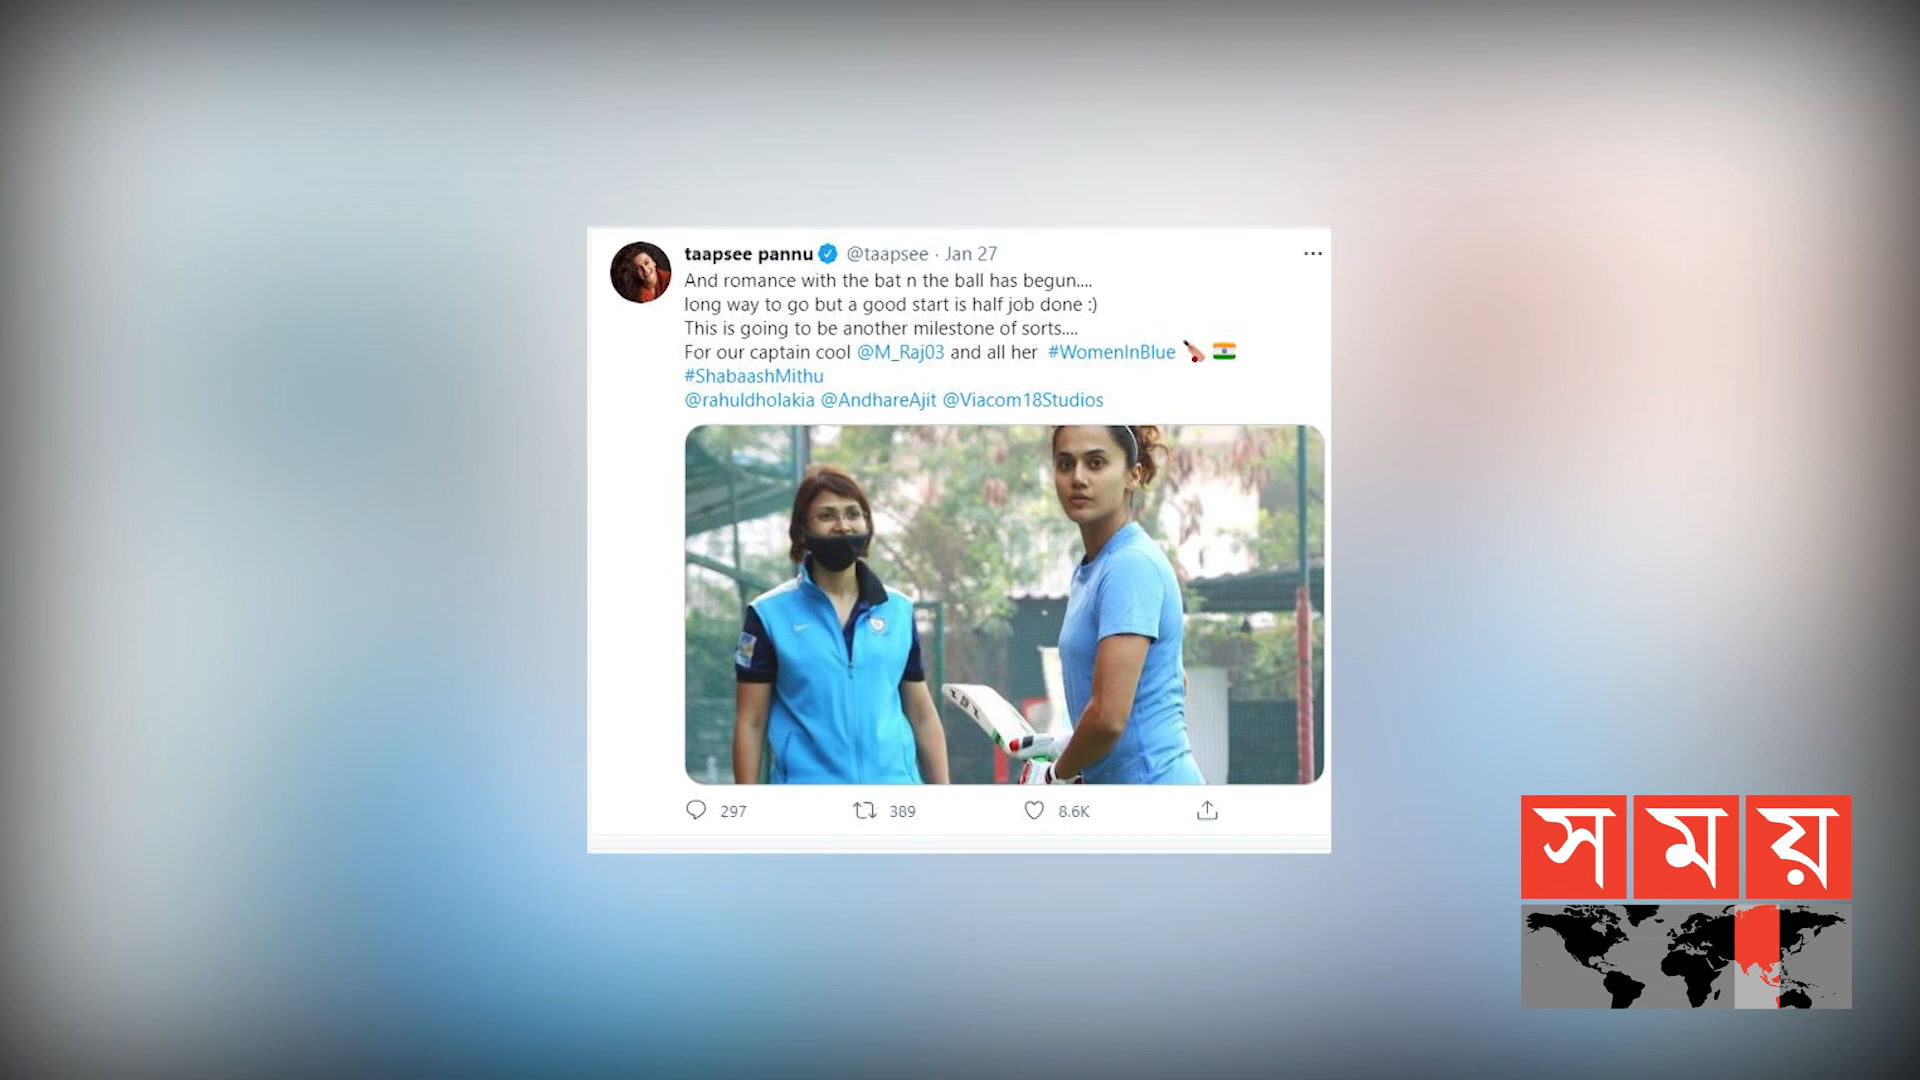 taapsee pannu @taapsee · Jan 27
And romance with the bat n the ball has begun....
long way to go but a good start is half job done :)
This is going to be another milestone of sorts....
For our captain cool @M_Raj03 and all her #WomenInBlue
#ShabaashMithu
@rahuldholakia @AndhareAjit @Viacom18Studios
297 389 8.6K
সময়